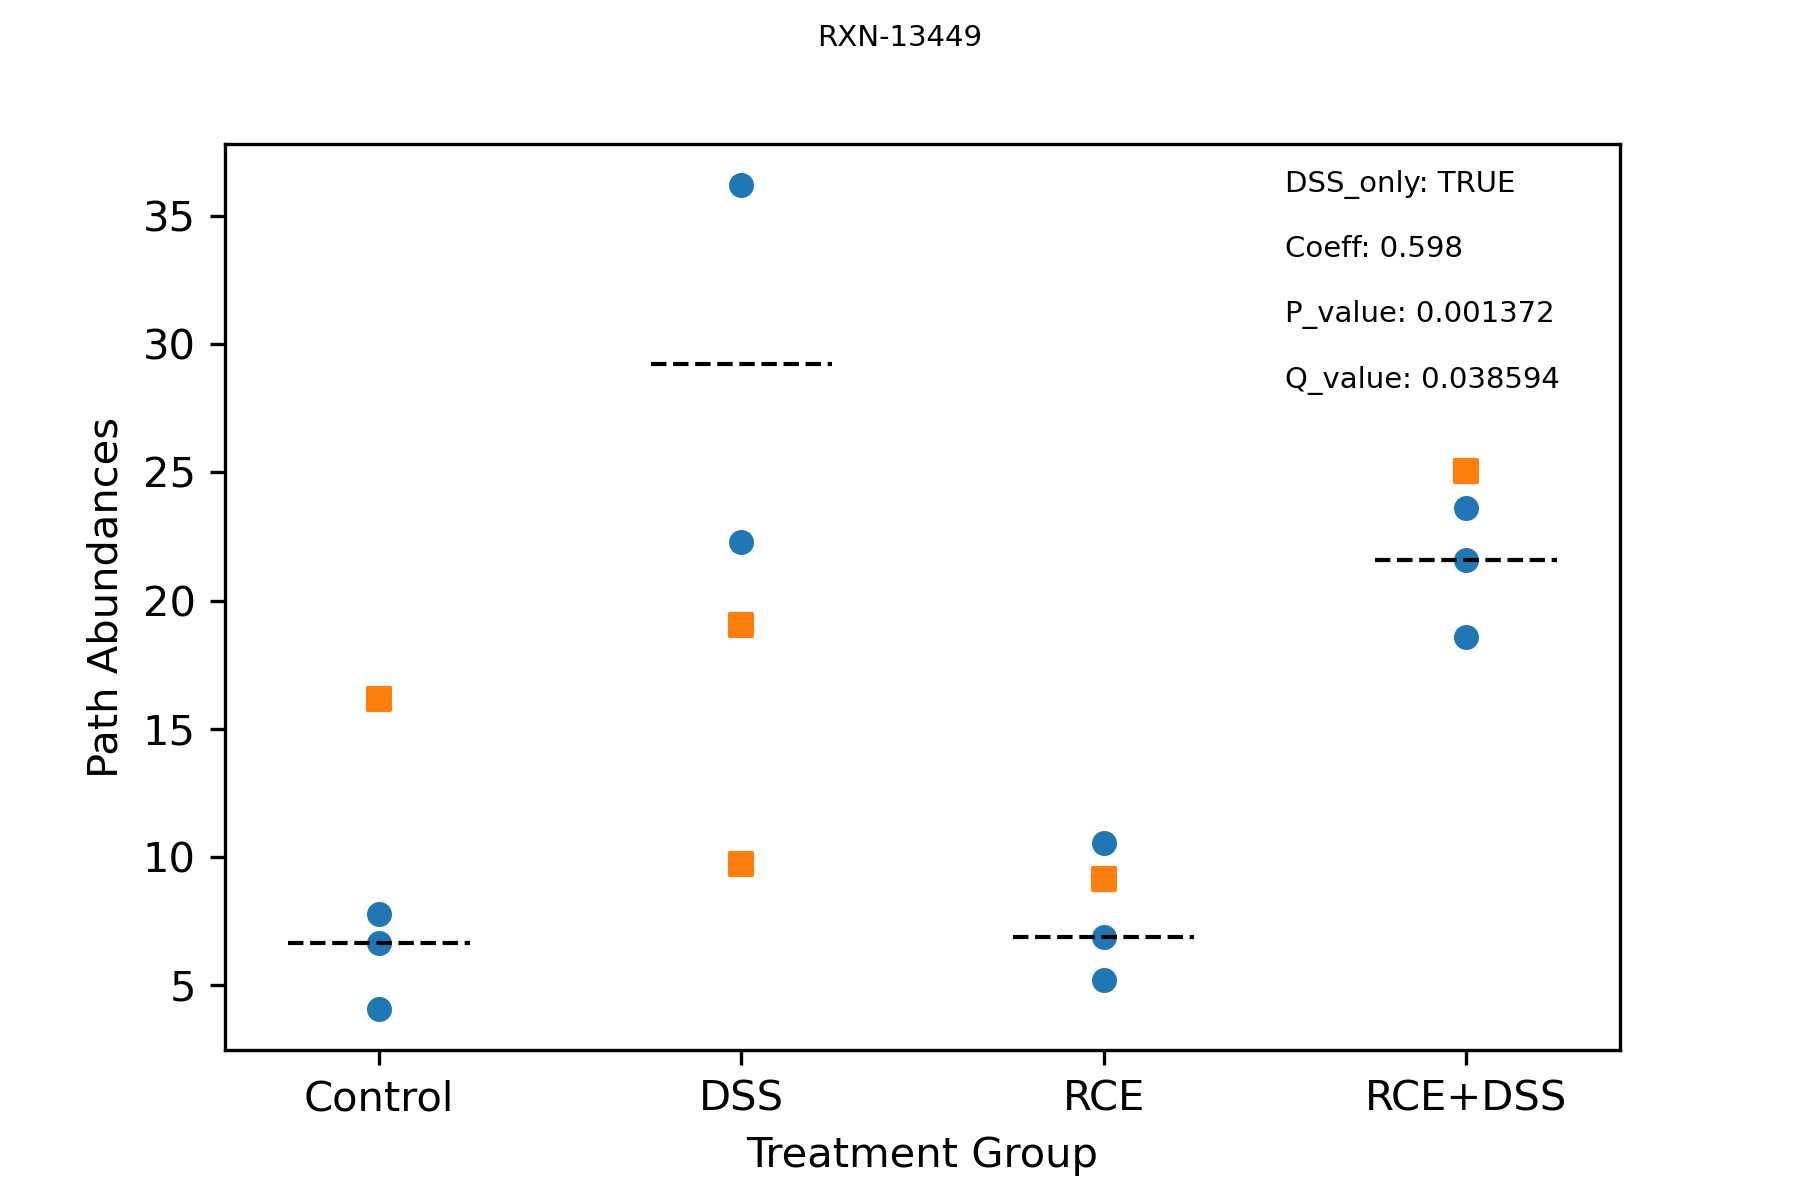 RXN-13449
DSS_only: TRUE
Coeff: 0.598
P_value: 0.001372
Q_value: 0.038594
Path Abundances
35
30
25
20
15
10
5
Control
DSS
RCE
RCE+DSS
Treatment Group